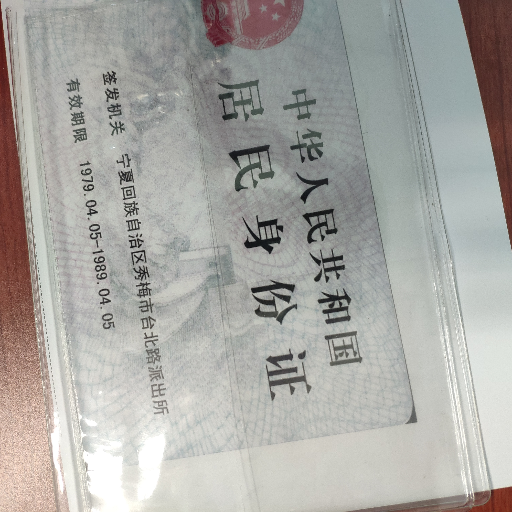 中华人民共和国
居民身份证
签发机关 宁夏回族自治区秀梅市台北路派出所
有效期限 1979.04.05-1989.04.05